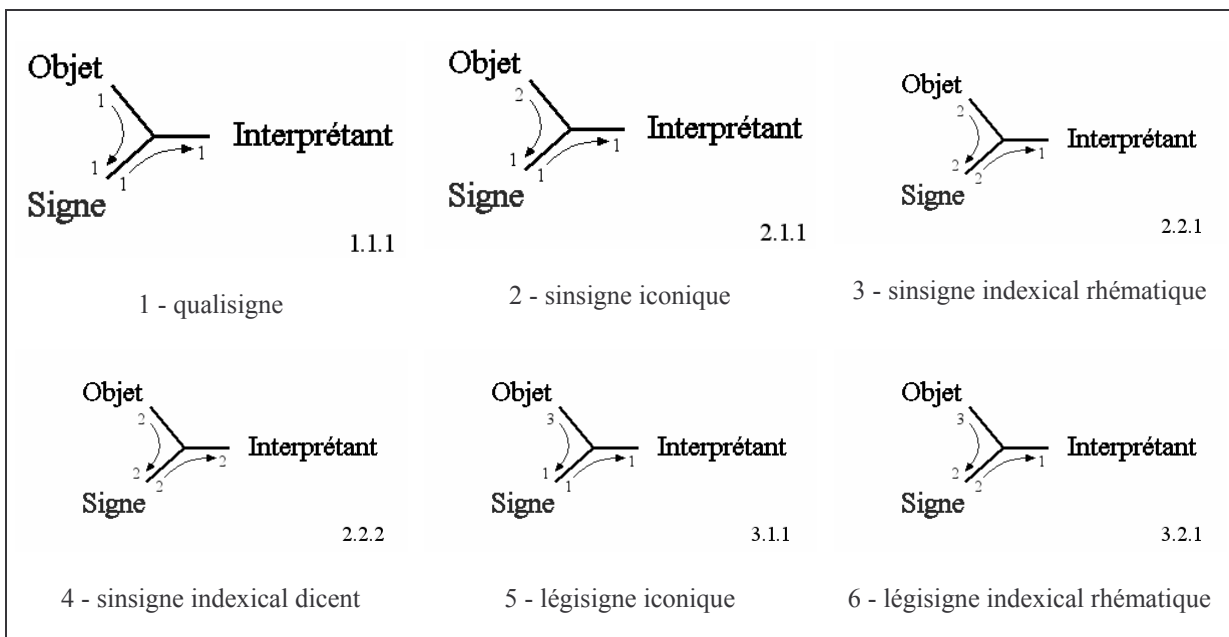 Objet
1
Interprétant
1
1
1
Signe
1.1.1
1 - qualisigne
Objet
2
Interprétant
1
1
1
Signe
2.1.1
2 - sinsigne iconique
Objet
2
Interprétant
1
2
2
Signe
2.2.1
3 - sinsigne indexical rhématique
Objet
2
Interprétant
2
2
2
Signe
2.2.2
4 - sinsigne indexical dicent
Objet
3
Interprétant
1
1
1
Signe
3.1.1
5 - légisigne iconique
Objet
3
Interprétant
1
2
2
Signe
3.2.1
6 - légisigne indexical rhématique